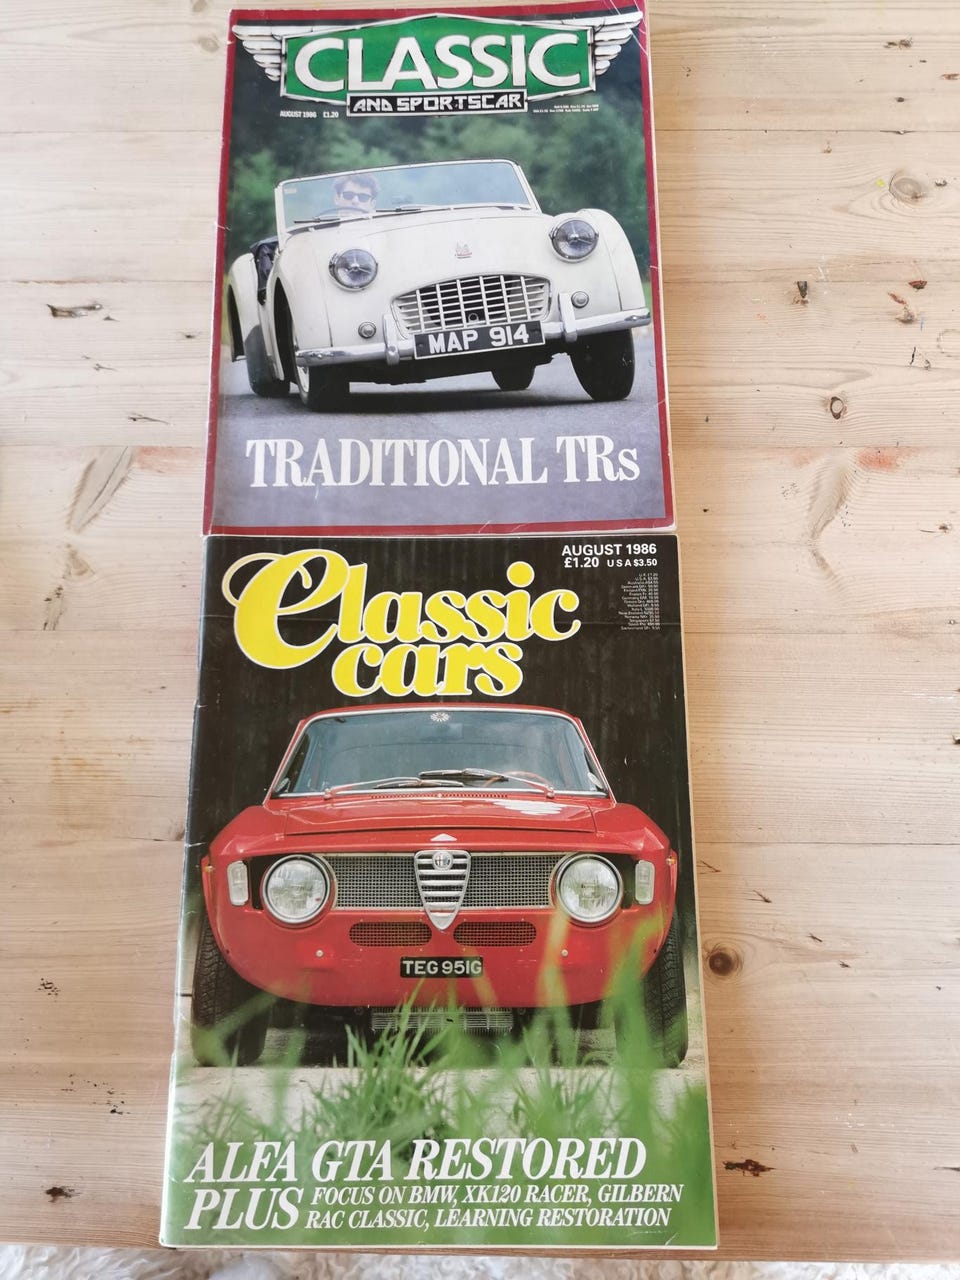 CLASSIC
AND SPORTSCAR
AUGUST 1986 £1.20
MAP 914
TRADITIONAL TRs
AUGUST 1986
£1.20 USA $3.50
Classic
cars
TEG 951G
ALFA GTA RESTORED
PLUS FOCUS ON BMW, XK120 RACER, GILBERN
RAC CLASSIC, LEARNING RESTORATION